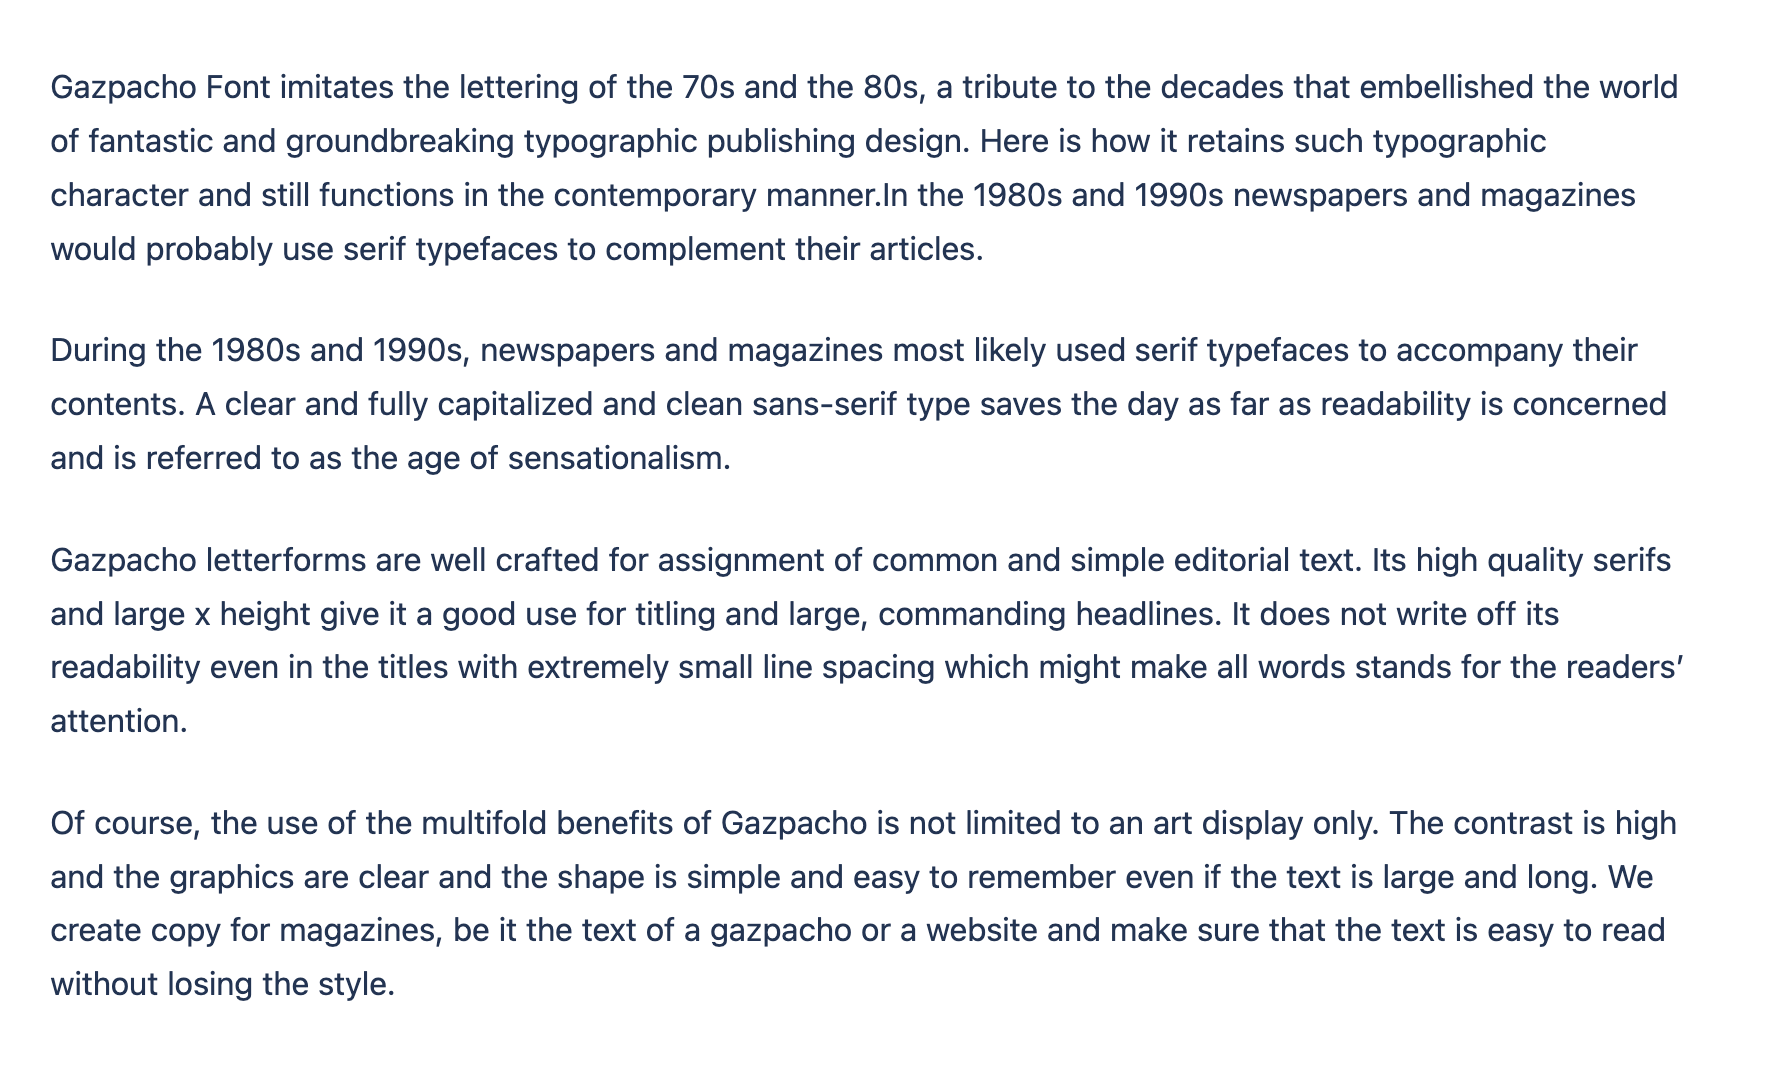 Gazpacho Font imitates the lettering of the 70s and the 80s, a tribute to the decades that embellished the world
of fantastic and groundbreaking typographic publishing design. Here is how it retains such typographic
character and still functions in the contemporary manner.In the 1980s and 1990s newspapers and magazines
would probably use serif typefaces to complement their articles.
During the 1980s and 1990s, newspapers and magazines most likely used serif typefaces to accompany their
contents. A clear and fully capitalized and clean sans-serif type saves the day as far as readability is concerned
and is referred to as the age of sensationalism.
Gazpacho letterforms are well crafted for assignment of common and simple editorial text. Its high quality serifs
and large x height give it a good use for titling and large, commanding headlines. It does not write off its
readability even in the titles with extremely small line spacing which might make all words stands for the readers’
attention.
Of course, the use of the multifold benefits of Gazpacho is not limited to an art display only. The contrast is high
and the graphics are clear and the shape is simple and easy to remember even if the text is large and long. We
create copy for magazines, be it the text of a gazpacho or a website and make sure that the text is easy to read
without losing the style.